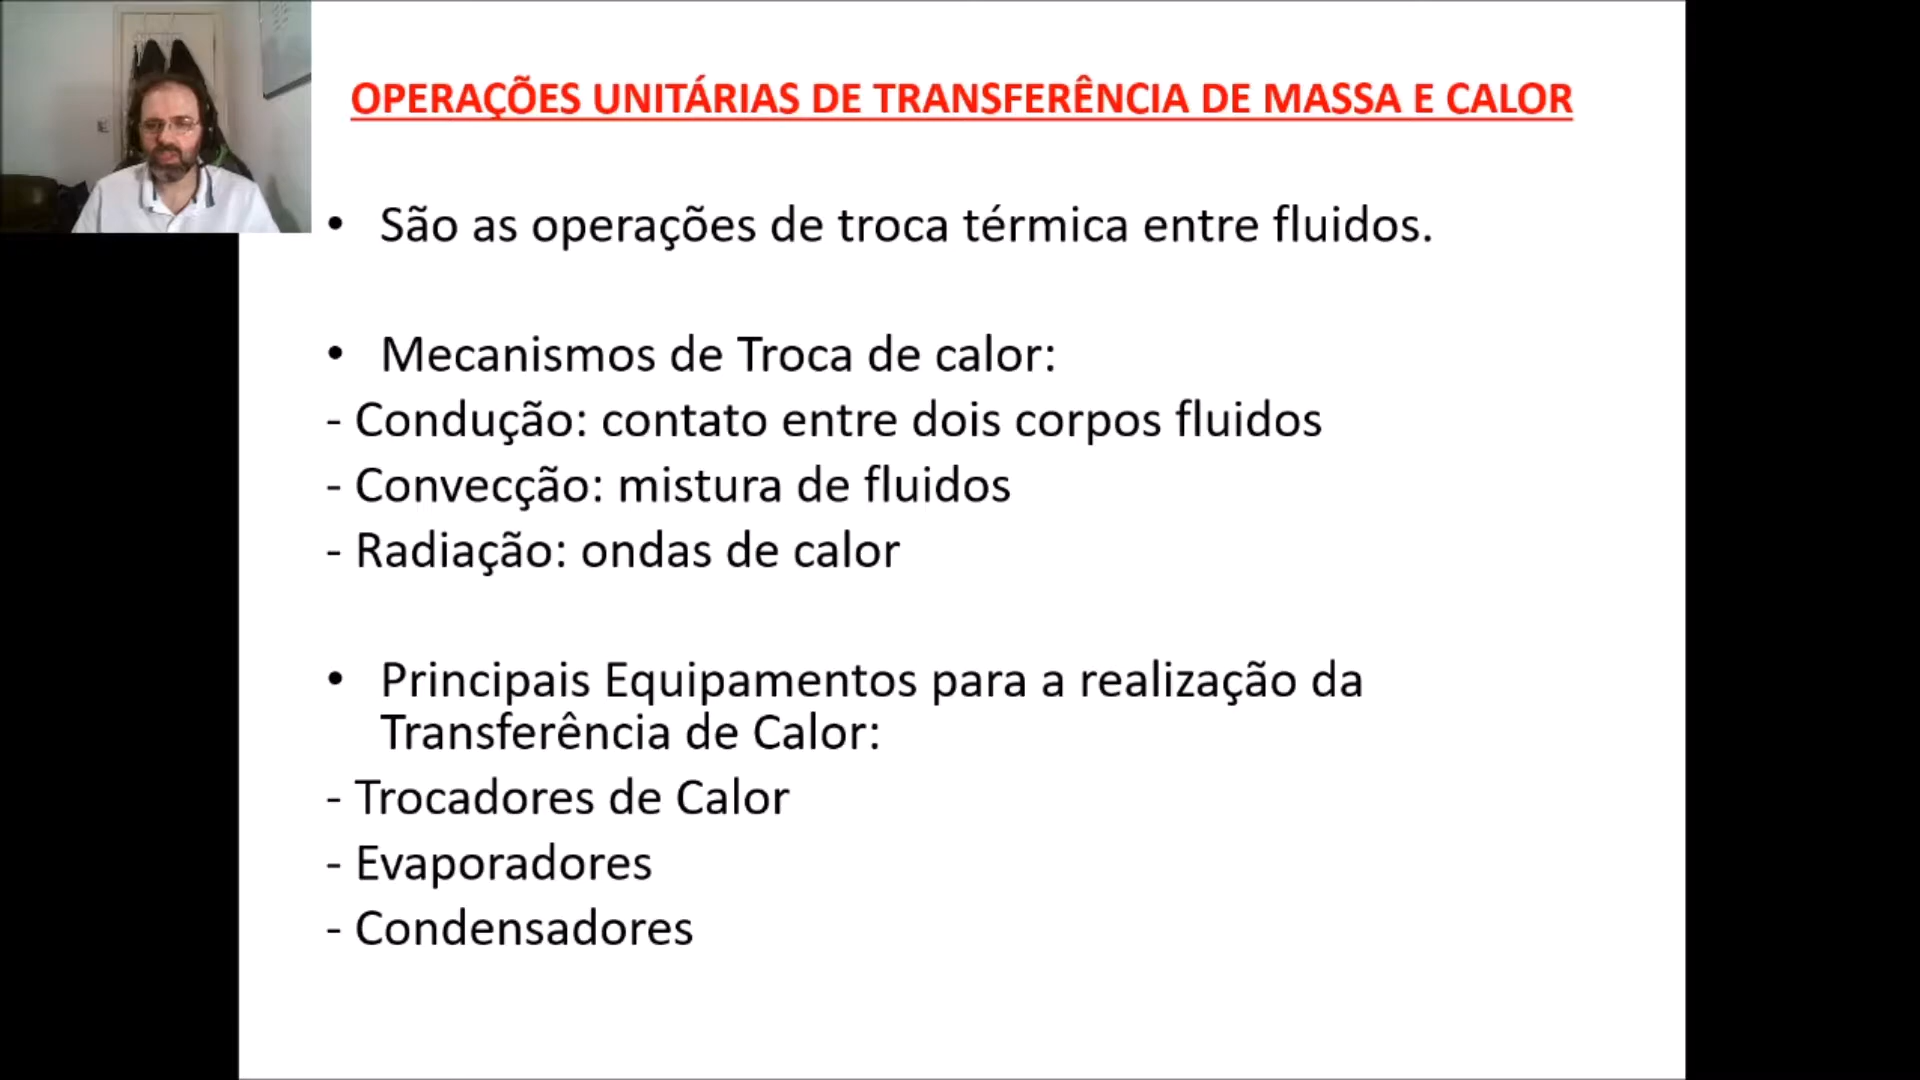 OPERAÇÕES UNITÁRIAS DE TRANSFERÊNCIA DE MASSA E CALOR
• São as operações de troca térmica entre fluidos.
• Mecanismos de Troca de calor:
- Condução: contato entre dois corpos fluidos
- Convecção: mistura de fluidos
- Radiação: ondas de calor
• Principais Equipamentos para a realização da
Transferência de Calor:
- Trocadores de Calor
- Evaporadores
- Condensadores